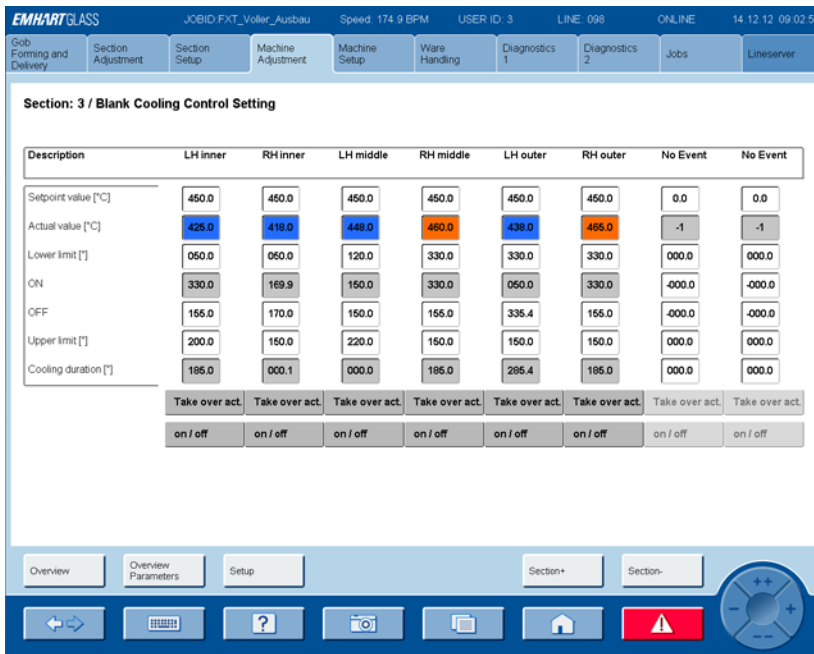 EMHARTGLASS JOBID:FXT_Voller_Ausbau Speed: 174.9 BPM USER ID: 3 LINE: 098 ONLINE 14.12.12 09:02:5
Gob Forming and Delivery
Section Adjustment
Section Setup
Machine Adjustment
Machine Setup
Ware Handling
Diagnostics 1
Diagnostics 2
Jobs
Lineserver
Section: 3 / Blank Cooling Control Setting
Description LH inner RH inner LH middle RH middle LH outer RH outer No Event No Event
Setpoint value [°C] 450.0 450.0 450.0 450.0 450.0 450.0 0.0 0.0
Actual value [°C] 425.0 418.0 448.0 460.0 438.0 465.0 -1 -1
Lower limit [°] 050.0 050.0 120.0 330.0 330.0 330.0 000.0 000.0
ON 330.0 169.9 150.0 330.0 050.0 330.0 -000.0 -000.0
OFF 155.0 170.0 150.0 155.0 335.4 155.0 -000.0 -000.0
Upper limit [°] 200.0 150.0 220.0 150.0 150.0 150.0 000.0 000.0
Cooling duration [°] 185.0 000.1 000.0 185.0 285.4 185.0 000.0 000.0
Take over act. Take over act. Take over act. Take over act. Take over act. Take over act. Take over act. Take over act.
on / off on / off on / off on / off on / off on / off on / off on / off
Overview
Overview Parameters
Setup
Section+
Section-
?
++
- +
--